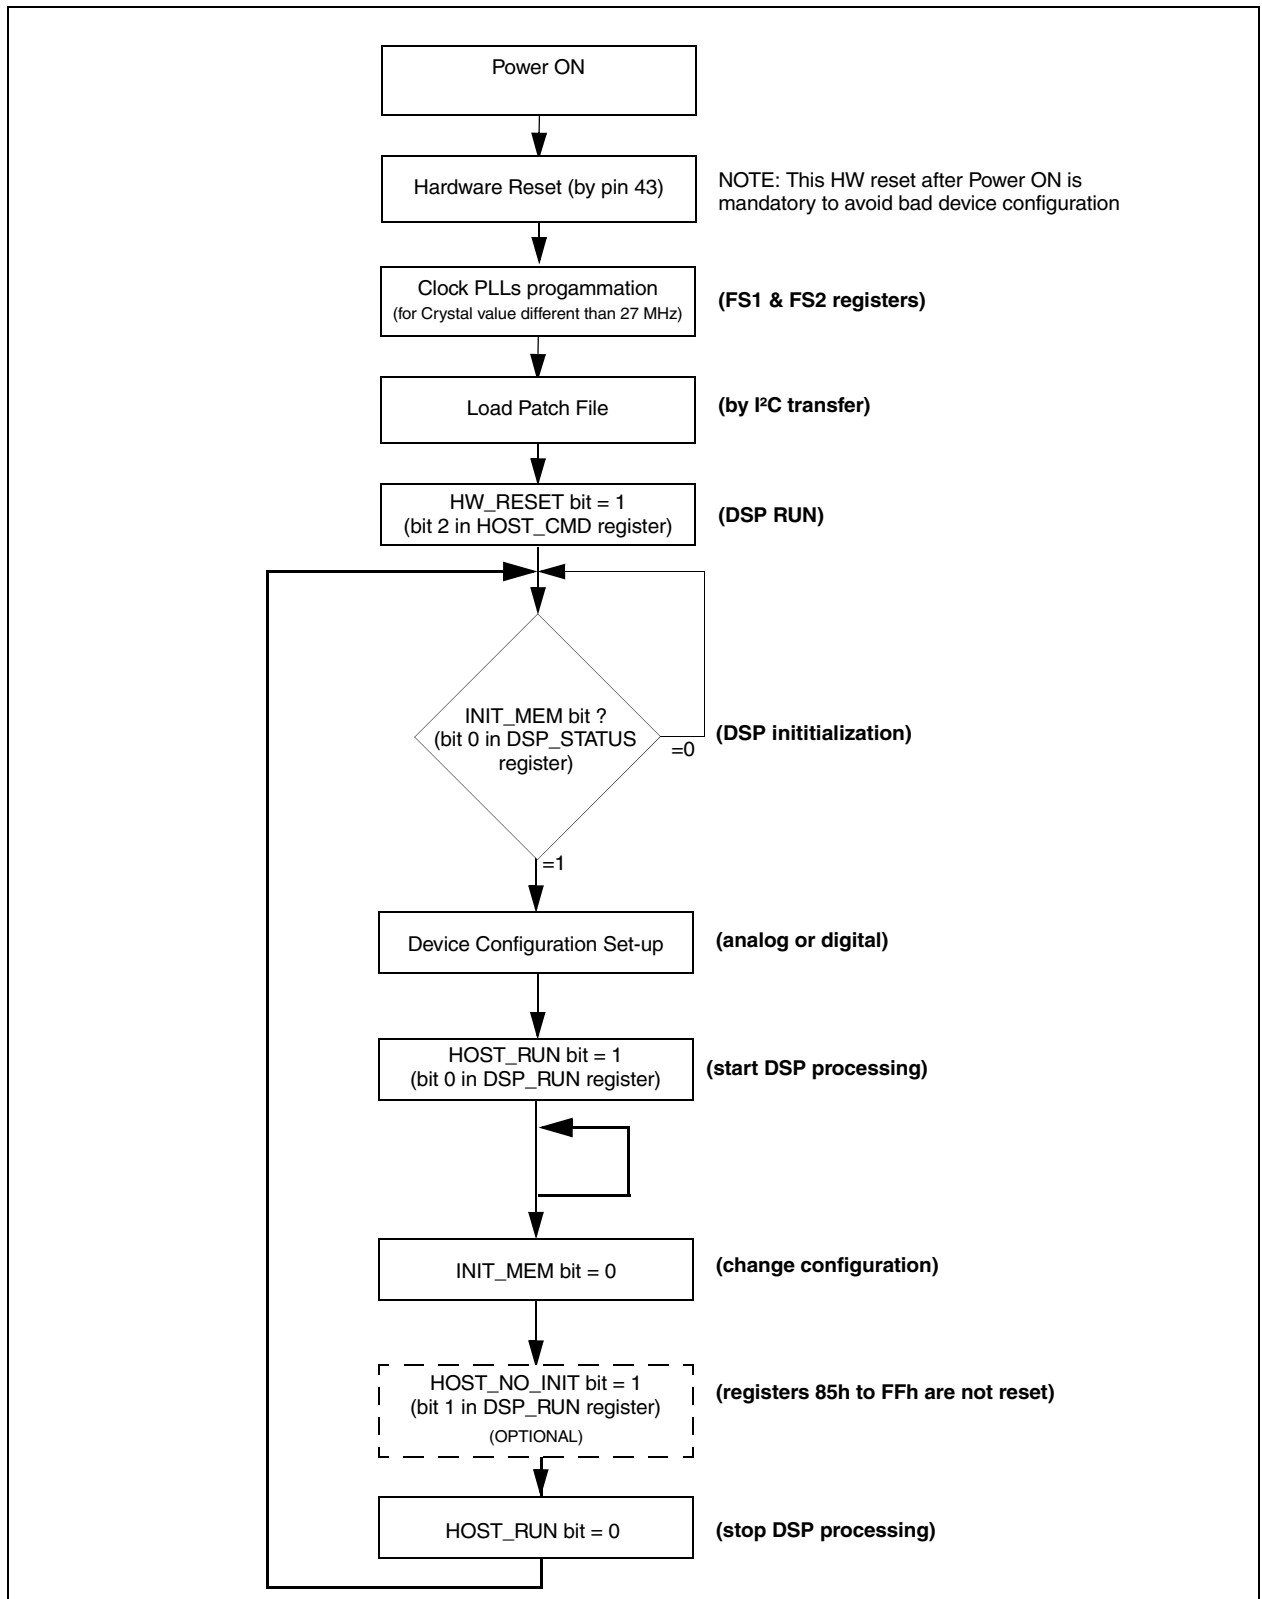 Power ON
Hardware Reset (by pin 43)
NOTE: This HW reset after Power ON is
mandatory to avoid bad device configuration
Clock PLLs progammation
(for Crystal value different than 27 MHz)
(FS1 & FS2 registers)
Load Patch File
(by I²C transfer)
HW_RESET bit = 1
(bit 2 in HOST_CMD register)
(DSP RUN)
INIT_MEM bit ?
(bit 0 in DSP_STATUS
register)
=0
(DSP inititialization)
=1
Device Configuration Set-up
(analog or digital)
HOST_RUN bit = 1
(bit 0 in DSP_RUN register)
(start DSP processing)
INIT_MEM bit = 0
(change configuration)
HOST_NO_INIT bit = 1
(bit 1 in DSP_RUN register)
(OPTIONAL)
(registers 85h to FFh are not reset)
HOST_RUN bit = 0
(stop DSP processing)